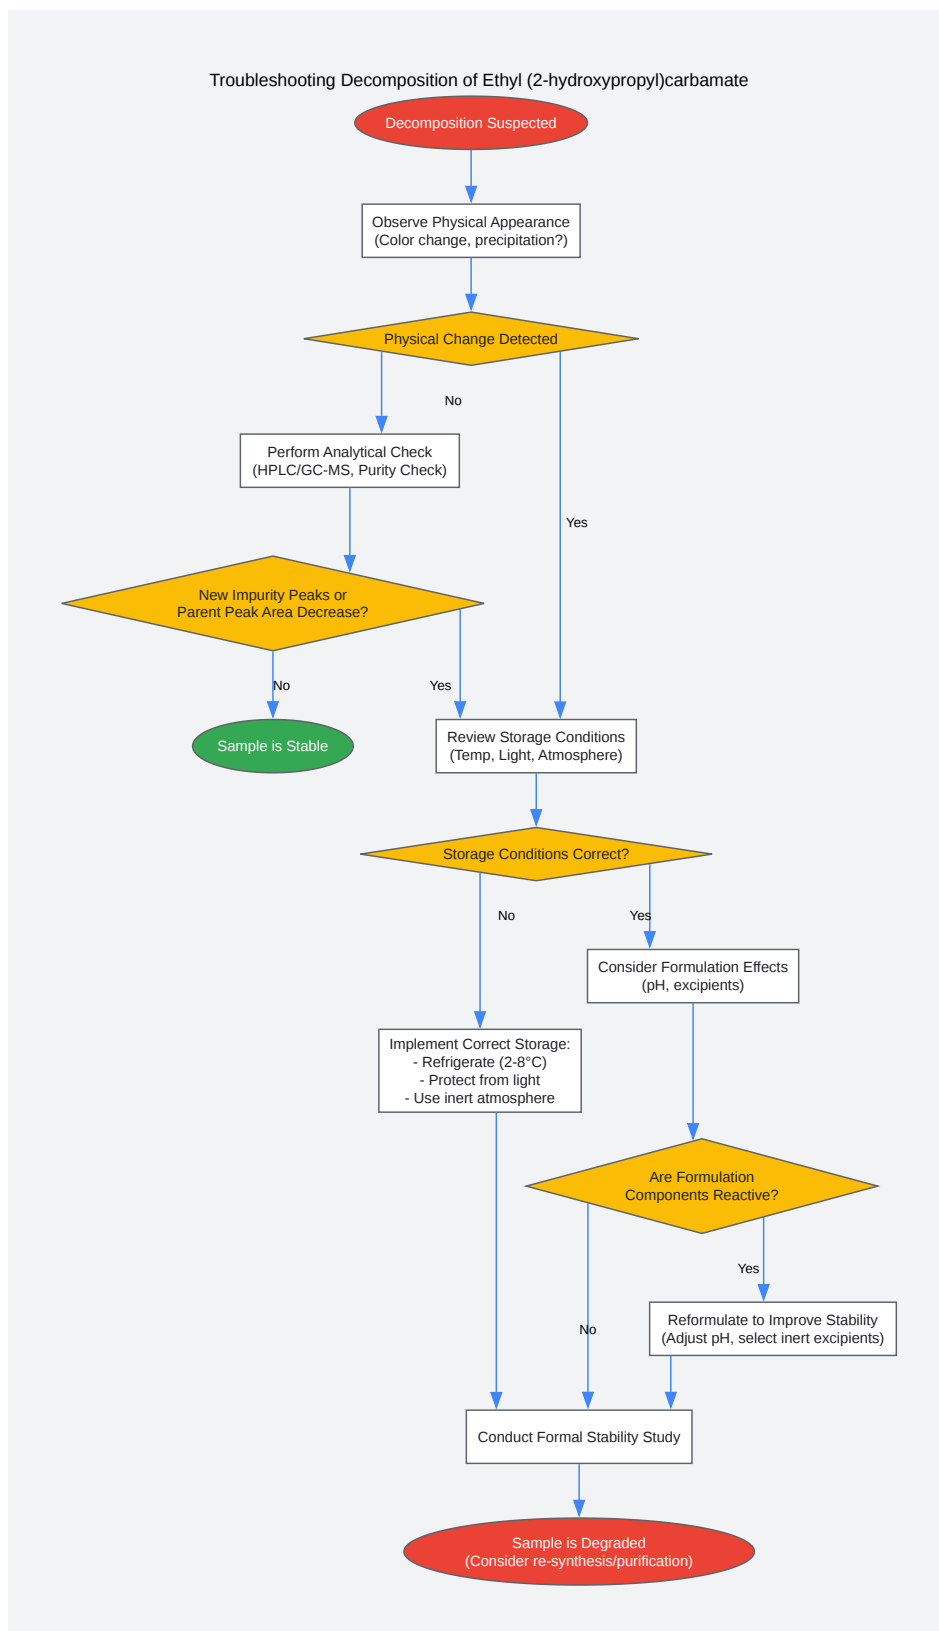 Troubleshooting Decomposition of Ethyl (2-hydroxypropyl)carbamate
Decomposition Suspected
Observe Physical Appearance
(Color change, precipitation?)
Physical Change Detected
No
Perform Analytical Check
(HPLC/GC-MS, Purity Check)
Yes
New Impurity Peaks or
Parent Peak Area Decrease?
No
Yes
Sample is Stable
Review Storage Conditions
(Temp, Light, Atmosphere)
Storage Conditions Correct?
No
Yes
Consider Formulation Effects
(pH, excipients)
Implement Correct Storage:
- Refrigerate (2-8°C)
- Protect from light
- Use inert atmosphere
Are Formulation
Components Reactive?
Yes
No
Reformulate to Improve Stability
(Adjust pH, select inert excipients)
Conduct Formal Stability Study
Sample is Degraded
(Consider re-synthesis/purification)